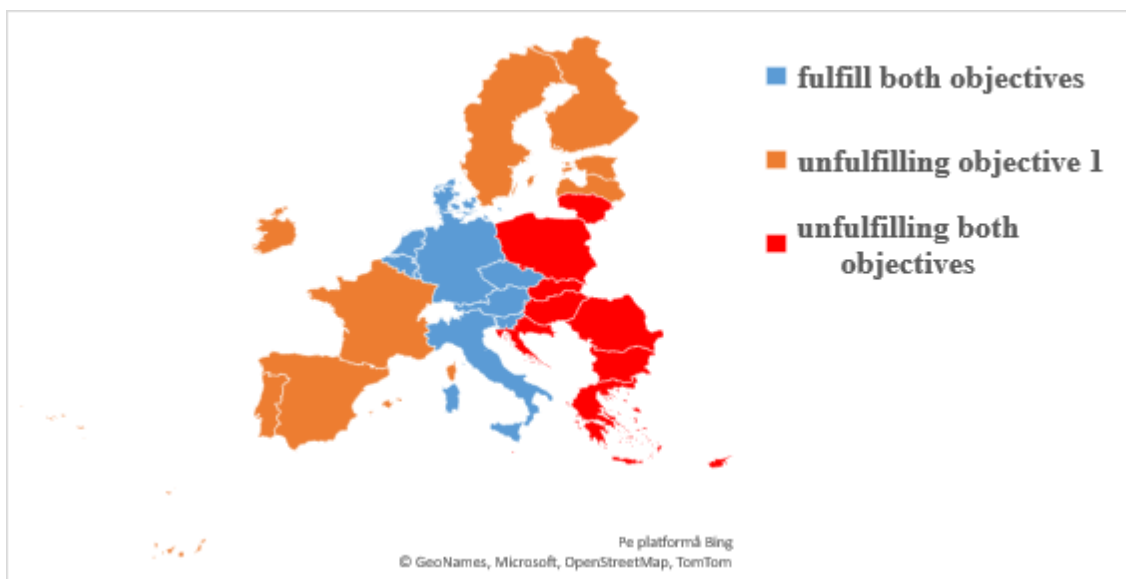 fulfill both objectives
unfulfilling objective 1
unfulfilling both
objectives
Pe platformă Bing
© GeoNames, Microsoft, OpenStreetMap, TomTom